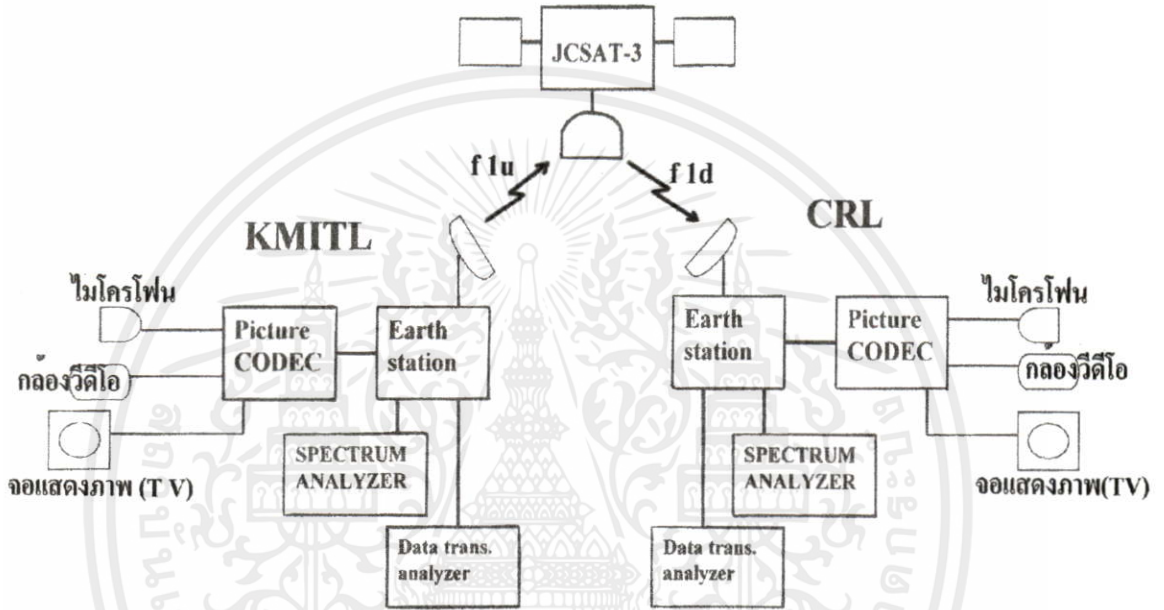 JCSAT-3
f 1u
f 1d
KMITL
CRL
ไมโครโฟน
Picture
CODEC
Earth
station
กล้องวีดีโอ
จอแสดงภาพ (T V)
SPECTRUM
ANALYZER
Data trans.
analyzer
Earth
station
Picture
CODEC
ไมโครโฟน
กล้องวีดีโอ
จอแสดงภาพ(TV)
SPECTRUM
ANALYZER
Data trans.
analyzer